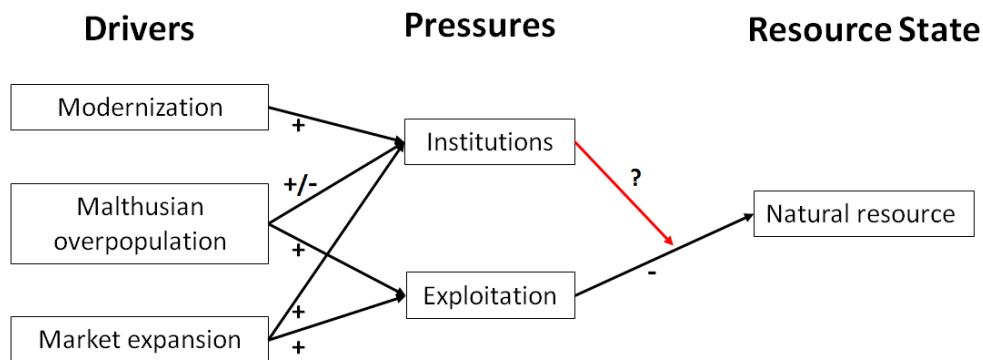 Drivers
Pressures
Resource State
Modernization
+
Institutions
+/-
?
Malthusian
overpopulation
+
Natural resource
-
Exploitation
+
Market expansion
+